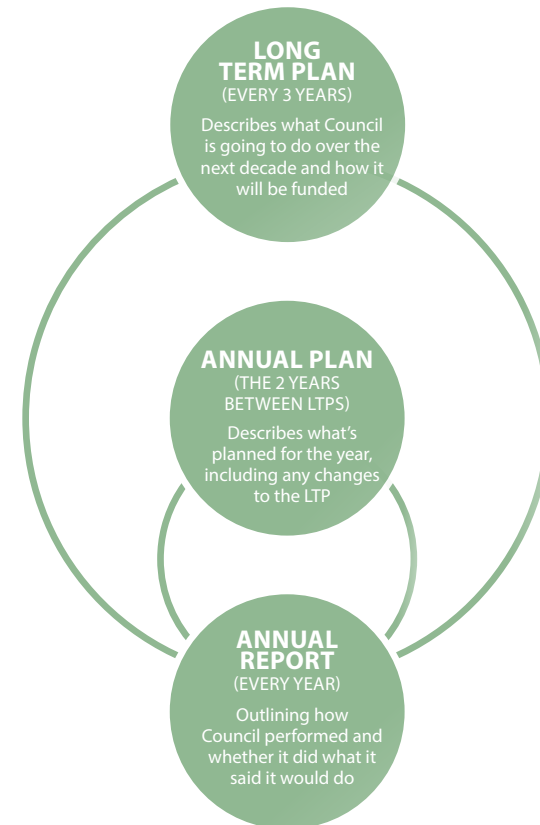 LONG
TERM PLAN
(EVERY 3 YEARS)
Describes what Council
is going to do over the
next decade and how it
will be funded
ANNUAL PLAN
(THE 2 YEARS
BETWEEN LTPS)
Describes what's
planned for the year,
including any changes
to the LTP
ANNUAL
REPORT
(EVERY YEAR)
Outlining how
Council performed and
whether it did what it
said it would do